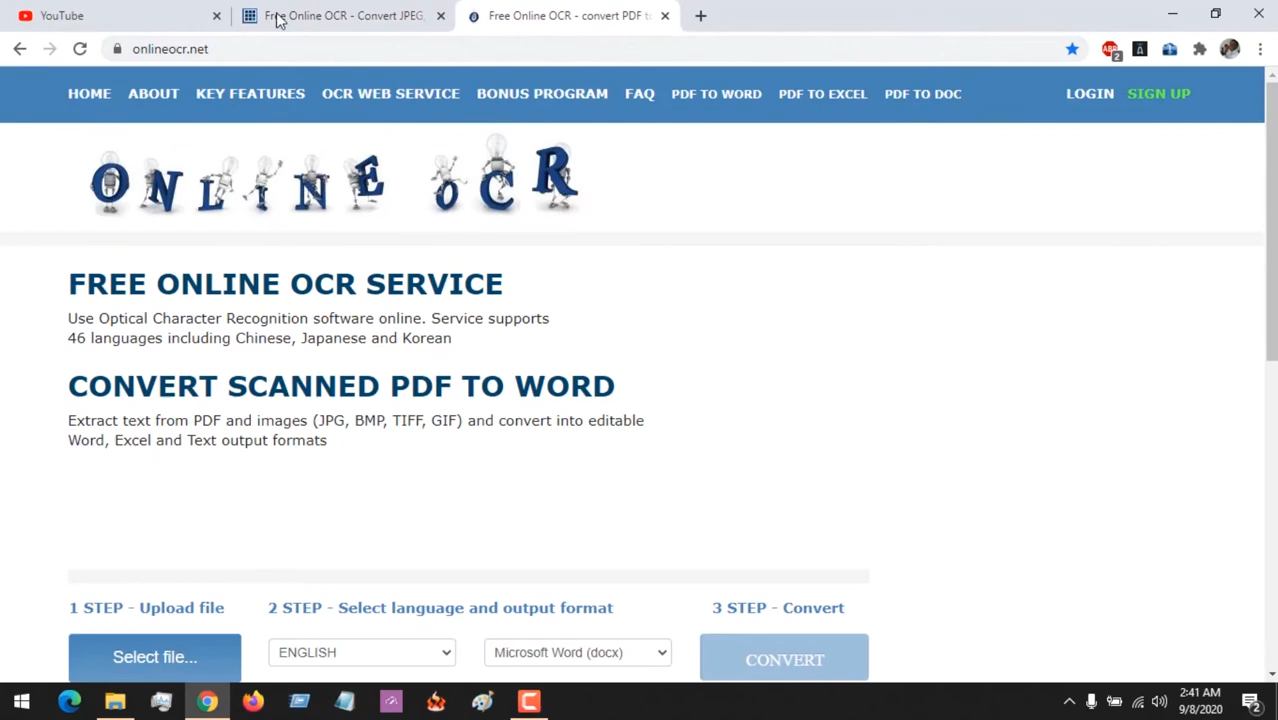 YouTube
Free Online OCR - Convert JPEG,
Free Online OCR - convert PDF to
onlineocr.net
2
HOME ABOUT KEY FEATURES OCR WEB SERVICE BONUS PROGRAM FAQ PDF TO WORD PDF TO EXCEL PDF TO DOC LOGIN SIGN UP
ONLINE OCR
FREE ONLINE OCR SERVICE
Use Optical Character Recognition software online. Service supports
46 languages including Chinese, Japanese and Korean
CONVERT SCANNED PDF TO WORD
Extract text from PDF and images (JPG, BMP, TIFF, GIF) and convert into editable
Word, Excel and Text output formats
1 STEP - Upload file 2 STEP - Select language and output format 3 STEP - Convert
Select file... ENGLISH Microsoft Word (docx) CONVERT
2:41 AM
9/8/2020
2